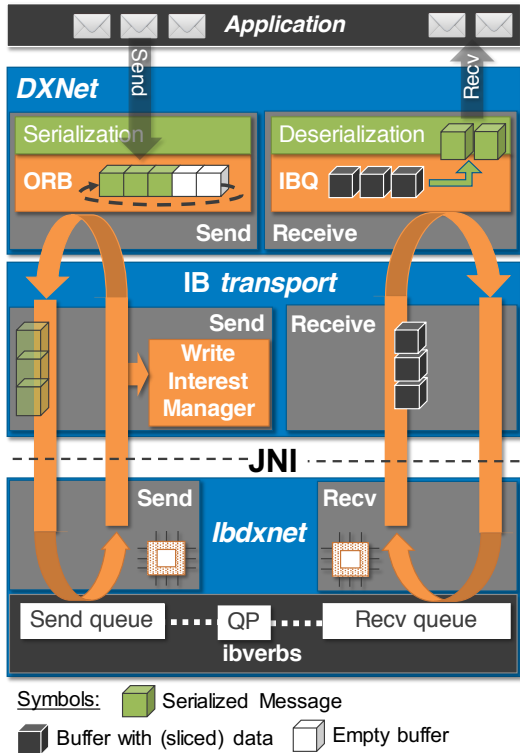 Application
Send
Recv
DXNet
Serialization
Deserialization
ORB
IBQ
Send
Receive
IB transport
Send
Receive
Write
Interest
Manager
JNI
Send
Recv
Ibdxnet
Send queue
QP
Recv queue
ibverbs
Symbols:
Serialized Message
Buffer with (sliced) data
Empty buffer